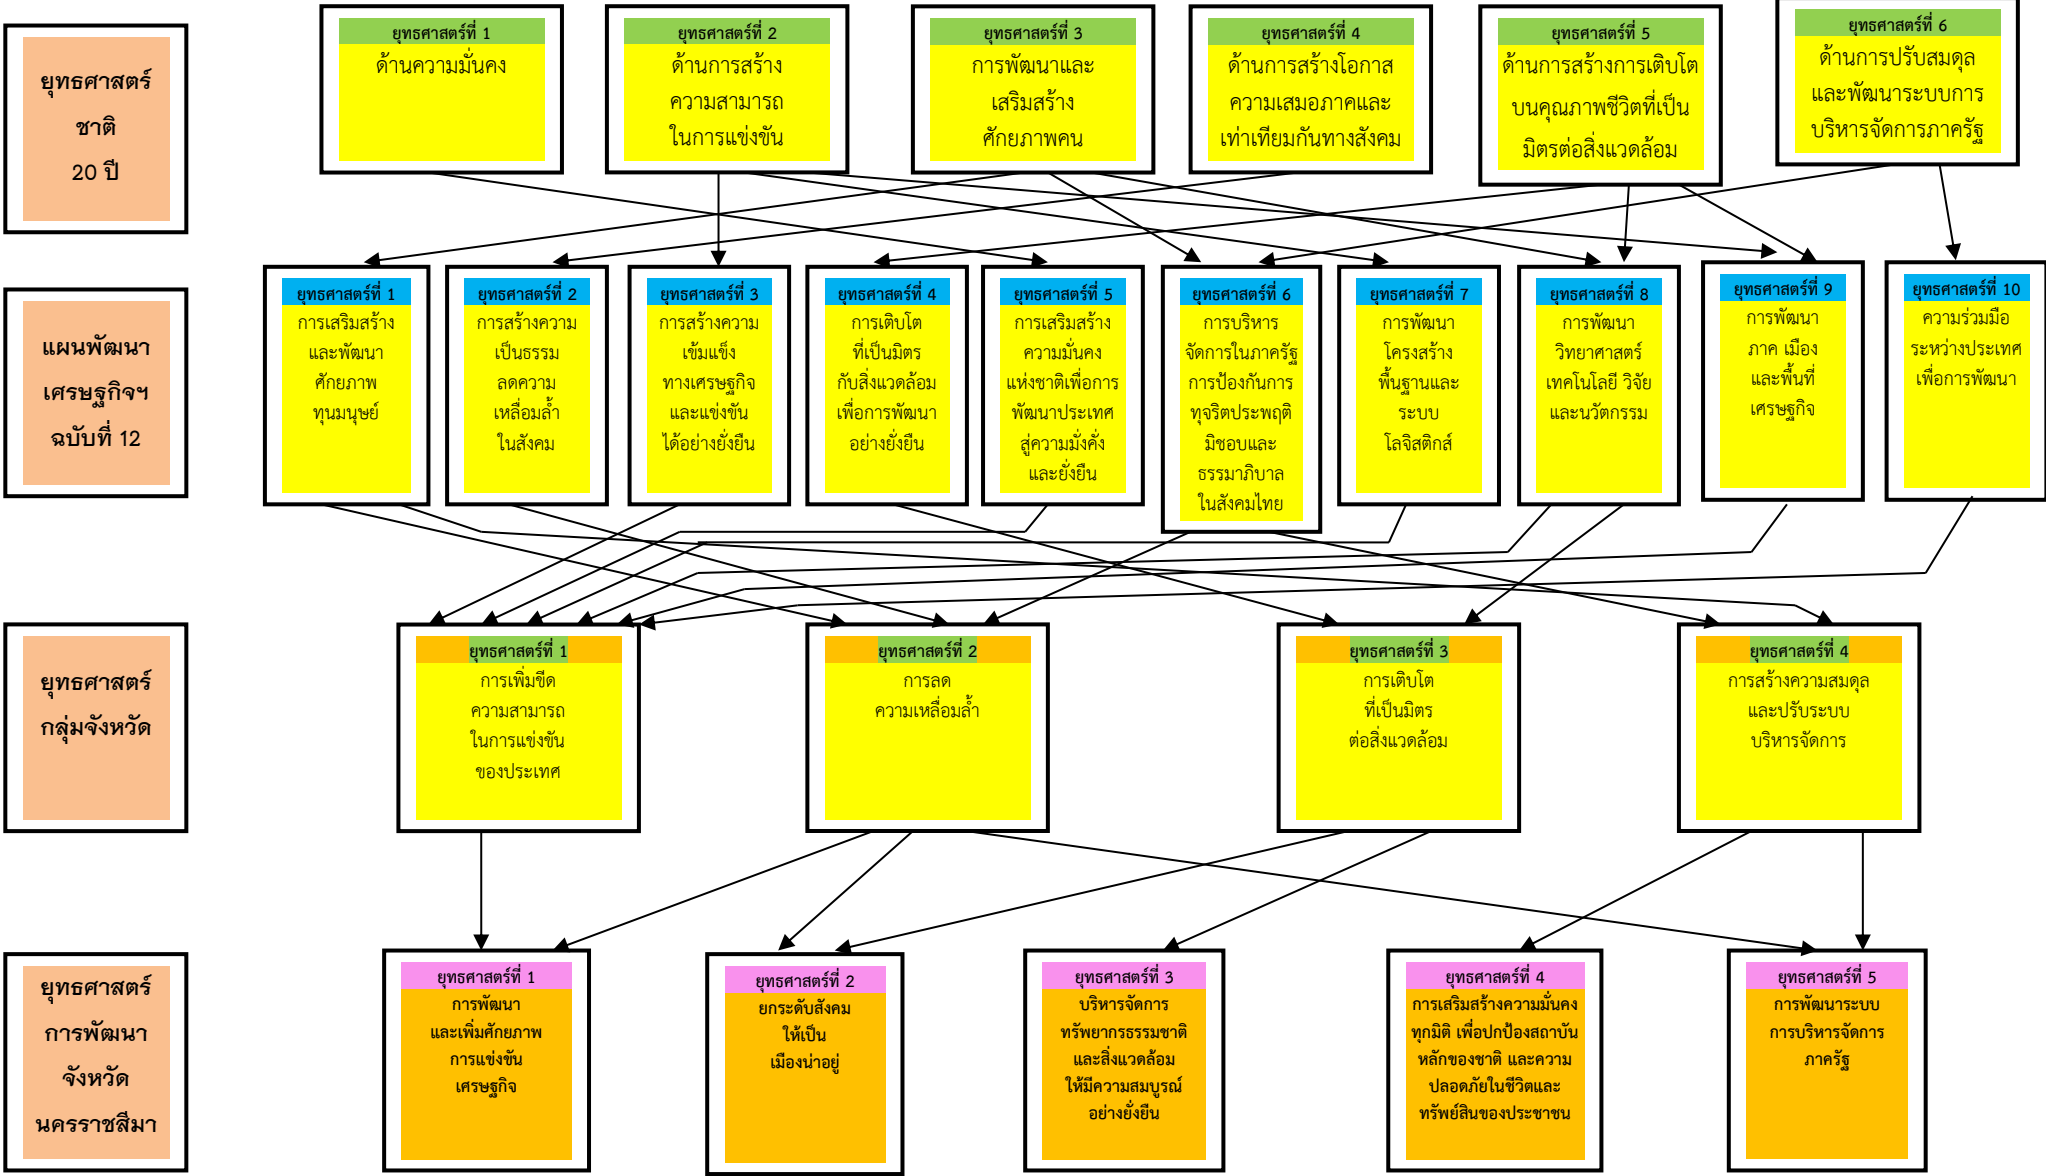 ยุทธศาสตร์
ชาติ
20 ปี
ยุทธศาสตร์ที่ 1
ด้านความมั่นคง
ยุทธศาสตร์ที่ 2
ด้านการสร้าง
ความสามารถ
ในการแข่งขัน
ยุทธศาสตร์ที่ 3
การพัฒนาและ
เสริมสร้าง
ศักยภาพคน
ยุทธศาสตร์ที่ 4
ด้านการสร้างโอกาส
ความเสมอภาคและ
เท่าเทียมกันทางสังคม
ยุทธศาสตร์ที่ 5
ด้านการสร้างการเติบโต
บนคุณภาพชีวิตที่เป็น
มิตรต่อสิ่งแวดล้อม
ยุทธศาสตร์ที่ 6
ด้านการปรับสมดุล
และพัฒนาระบบการ
บริหารจัดการภาครัฐ
แผนพัฒนา
เศรษฐกิจฯ
ฉบับที่ 12
ยุทธศาสตร์ที่ 1
การเสริมสร้าง
และพัฒนา
ศักยภาพ
ทุนมนุษย์
ยุทธศาสตร์ที่ 2
การสร้างความ
เป็นธรรม
ลดความ
เหลื่อมล้ำ
ในสังคม
ยุทธศาสตร์ที่ 3
การสร้างความ
เข้มแข็ง
ทางเศรษฐกิจ
และแข่งขัน
ได้อย่างยั่งยืน
ยุทธศาสตร์ที่ 4
การเติบโต
ที่เป็นมิตร
กับสิ่งแวดล้อม
เพื่อการพัฒนา
อย่างยั่งยืน
ยุทธศาสตร์ที่ 5
การเสริมสร้าง
ความมั่นคง
แห่งชาติเพื่อการ
พัฒนาประเทศ
สู่ความมั่งคั่ง
และยั่งยืน
ยุทธศาสตร์ที่ 6
การบริหาร
จัดการในภาครัฐ
การป้องกันการ
ทุจริตประพฤติ
มิชอบและ
ธรรมาภิบาล
ในสังคมไทย
ยุทธศาสตร์ที่ 7
การพัฒนา
โครงสร้าง
พื้นฐานและ
ระบบ
โลจิสติกส์
ยุทธศาสตร์ที่ 8
การพัฒนา
วิทยาศาสตร์
เทคโนโลยี วิจัย
และนวัตกรรม
ยุทธศาสตร์ที่ 9
การพัฒนา
ภาค เมือง
และพื้นที่
เศรษฐกิจ
ยุทธศาสตร์ที่ 10
ความร่วมมือ
ระหว่างประเทศ
เพื่อการพัฒนา
ยุทธศาสตร์
กลุ่มจังหวัด
ยุทธศาสตร์ที่ 1
การเพิ่มขีด
ความสามารถ
ในการแข่งขัน
ของประเทศ
ยุทธศาสตร์ที่ 2
การลด
ความเหลื่อมล้ำ
ยุทธศาสตร์ที่ 3
การเติบโต
ที่เป็นมิตร
ต่อสิ่งแวดล้อม
ยุทธศาสตร์ที่ 4
การสร้างความสมดุล
และปรับระบบ
บริหารจัดการ
ยุทธศาสตร์
การพัฒนา
จังหวัด
นครราชสีมา
ยุทธศาสตร์ที่ 1
การพัฒนา
และเพิ่มศักยภาพ
การแข่งขัน
เศรษฐกิจ
ยุทธศาสตร์ที่ 2
ยกระดับสังคม
ให้เป็น
เมืองน่าอยู่
ยุทธศาสตร์ที่ 3
บริหารจัดการ
ทรัพยากรธรรมชาติ
และสิ่งแวดล้อม
ให้มีความสมบูรณ์
อย่างยั่งยืน
ยุทธศาสตร์ที่ 4
การเสริมสร้างความมั่นคง
ทุกมิติ เพื่อปกป้องสถาบัน
หลักของชาติ และความ
ปลอดภัยในชีวิตและ
ทรัพย์สินของประชาชน
ยุทธศาสตร์ที่ 5
การพัฒนาระบบ
การบริหารจัดการ
ภาครัฐ